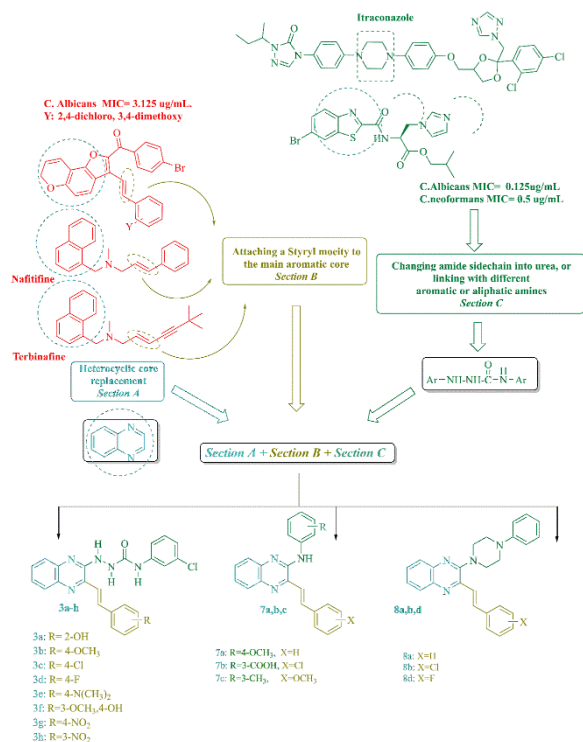 Itraconazole
C. Albicans MIC= 3.125 ug/mL.
Y: 2,4-dichloro, 3,4-dimethoxy
C.Albicans MIC= 0.125ug/mL
C.neoformans MIC= 0.5 ug/mL
Nafitifine
Terbinafine
Attaching a Styryl moeity to
the main aromatic core
Section B
Changing amide sidechain into urea, or
linking with different
aromatic or aliphatic amines
Section C
Heterocyclic core
replacement
Section A
Ar-NH-NH-C(=O)-NH-Ar
Section A + Section B + Section C
3a-h
7a,b,c
8a,b,d
3a: R=2-OH
3b: R=4-OCH3
3c: R=4-Cl
3d: R=4-F
3e: R=4-N(CH3)2
3f: R=3-OCH3,4-OH
3g: R=4-NO2
3h: R=3-NO2
7a: R=4-OCH3, X=H
7b: R=3-COOH, X=Cl
7c: R=3-CH3, X=OCH3
8a: X=H
8b: X=Cl
8d: X=F